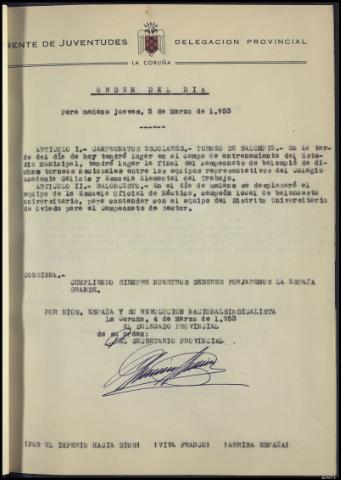 RENTE DE JUVENTUDES DELEGACION PROVINCIAL
LA CORUÑA
ORDEN DEL DIA
para mañana jueves, 5 de Marzo de 1.953
------
ARTICULO I.- CAMPEONATOS ESCOLARES.- TORNEO DE BALOMPIE.- En la tar-
de del día de hoy tendrá lugar en el campo de entrenamiento del Esta-
dio Municipal, tendrá lugar la final del campeonato de balompié de di-
chos torneos nacionales entre los equipos representativos del Colegio
Academia Galicia y Escuela Elemental del Trabajo.
ARTICULO II.- BALONCESTO.- En el día de mañana se desplazará el
equipo de la Escuela Oficial de Náutica, campeón local de baloncesto
universitario, para contender con el equipo del Distrito Universitario
de Oviedo para el Campeonato de Sector.
CONSIGNA.-
CUMPLIENDO SIEMPRE NUESTROS DEBERES FORJAREMOS LA ESPAÑA
GRANDE.
POR DIOS, ESPAÑA Y SU REVOLUCION NACIONALSINDICALISTA
La Coruña, 4 de Marzo de 1.953
EL DELEGADO PROVINCIAL
de su orden:
EL SECRETARIO PROVINCIAL
¡POR EL IMPERIO HACIA DIOS! ¡VIVA FRANCO! ¡ARRIBA ESPAÑA!